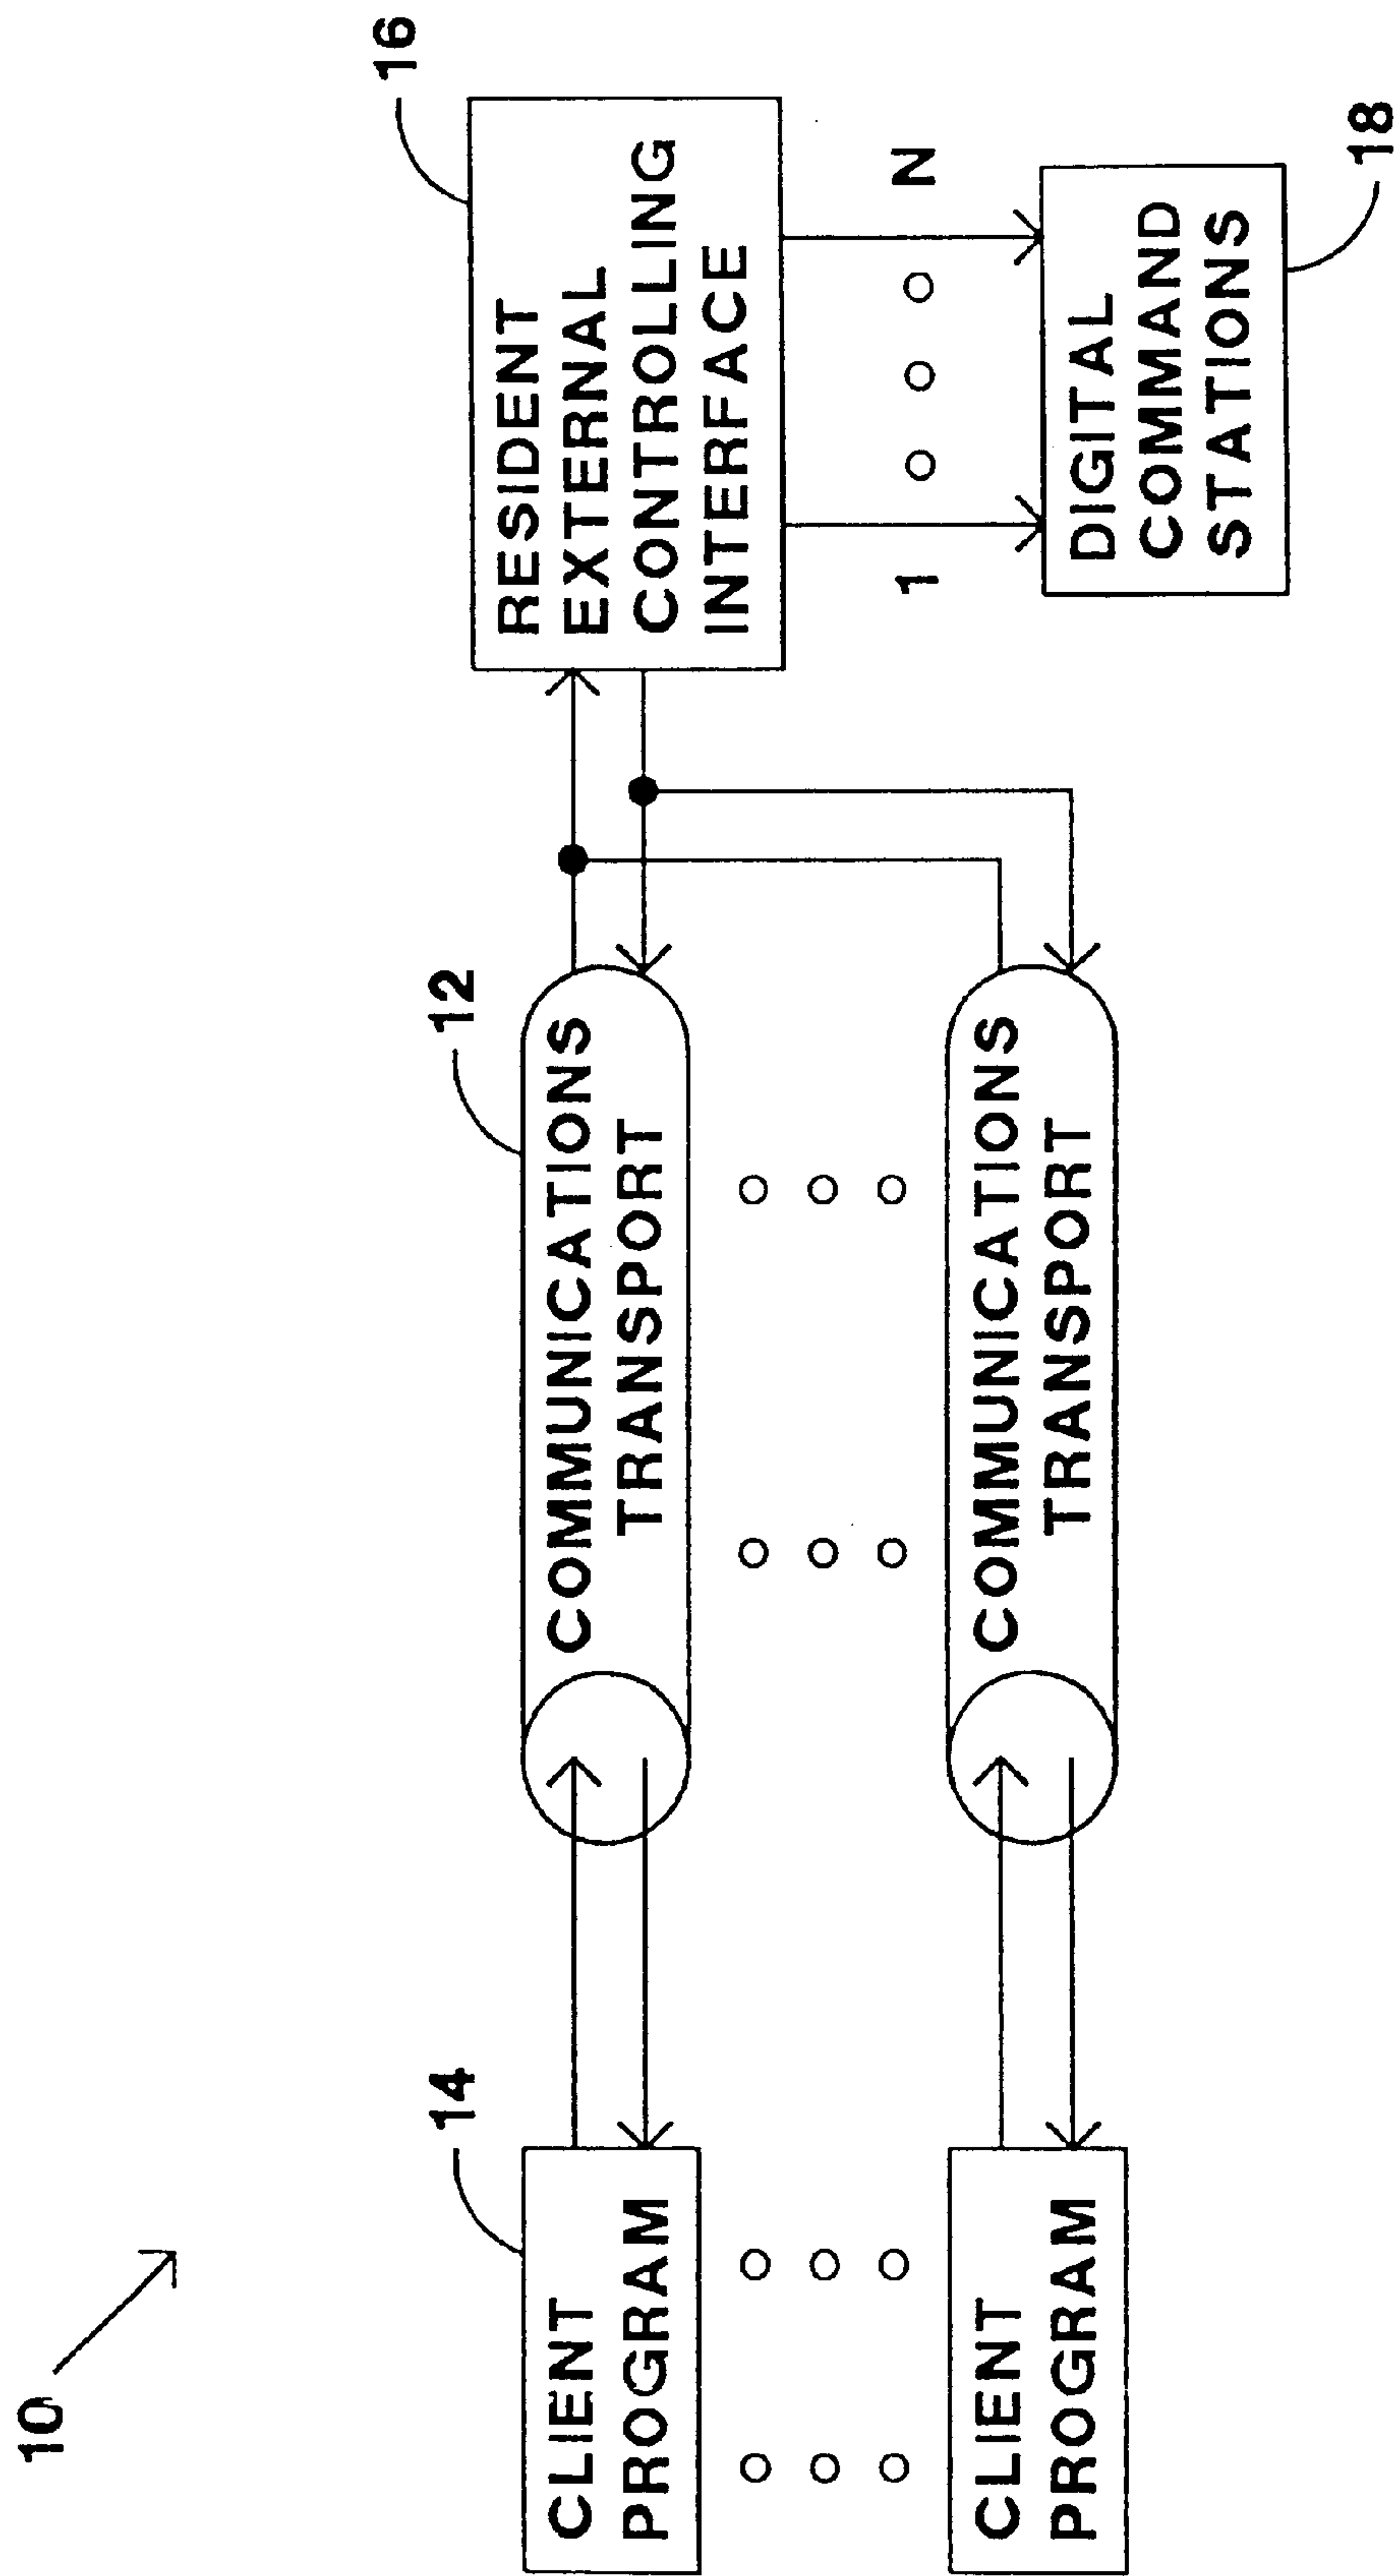 10
14
CLIENT
PROGRAM
12
COMMUNICATIONS
TRANSPORT
16
RESIDENT
EXTERNAL
CONTROLLING
INTERFACE
1
N
DIGITAL
COMMAND
STATIONS
18
CLIENT
PROGRAM
COMMUNICATIONS
TRANSPORT